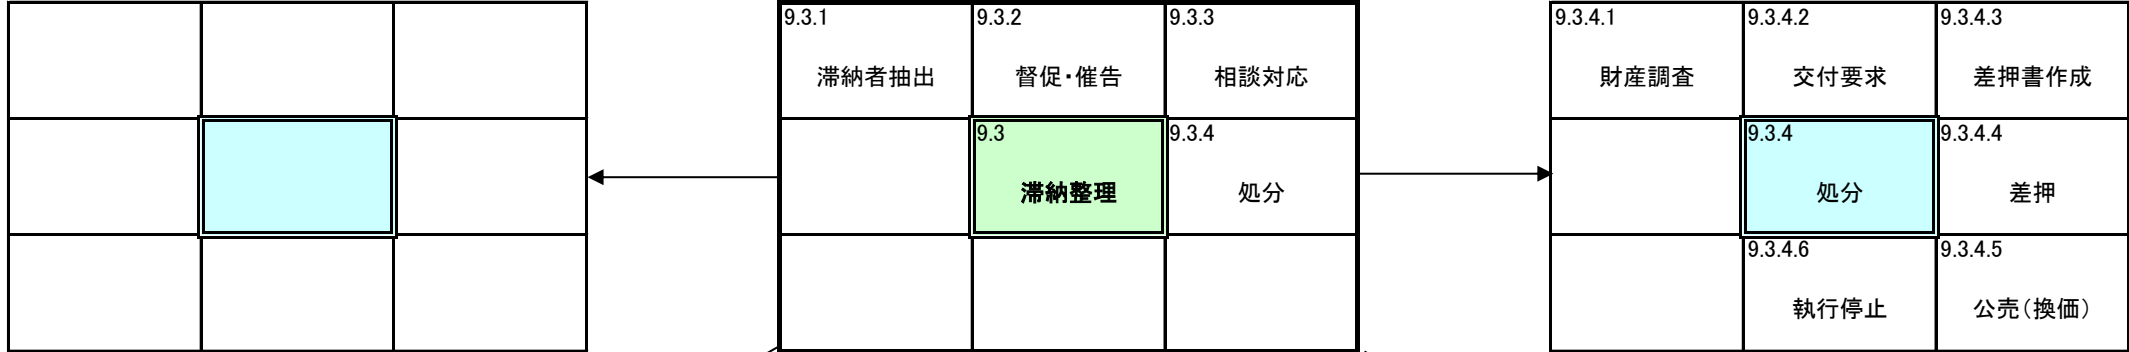 9.3.1 9.3.2 9.3.3
滞納者抽出 督促・催告 相談対応
9.3 9.3.4
滞納整理 処分
9.3.4.1 9.3.4.2 9.3.4.3
財産調査 交付要求 差押書作成
9.3.4 9.3.4.4
処分 差押
9.3.4.6 9.3.4.5
執行停止 公売(換価)